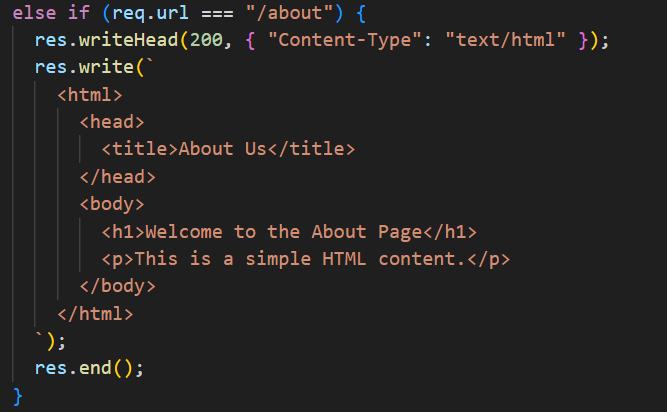 else if (req.url === "/about") {
res.writeHead(200, { "Content-Type": "text/html" });
res.write(`
<html>
<head>
<title>About Us</title>
</head>
<body>
<h1>Welcome to the About Page</h1>
<p>This is a simple HTML content.</p>
</body>
</html>
`);
res.end();
}